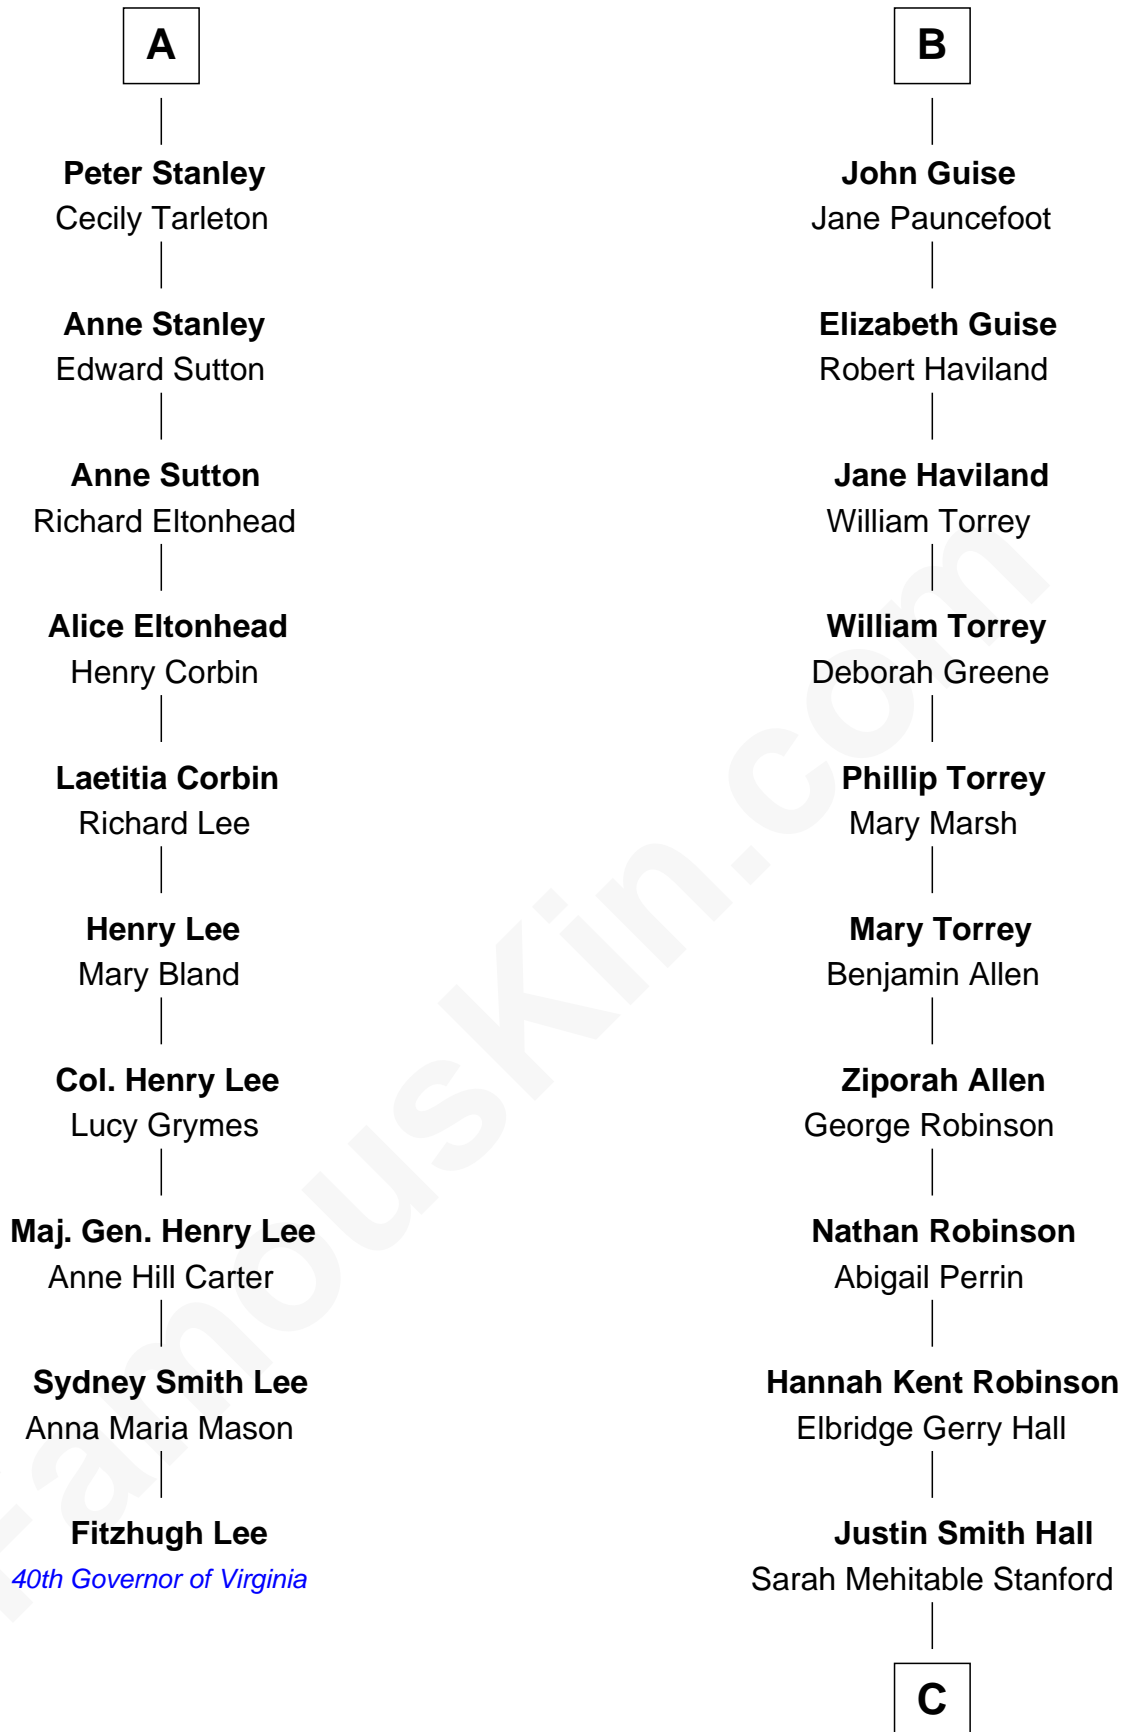 A
Peter Stanley
Cecily Tarleton
Anne Stanley
Edward Sutton
Anne Sutton
Richard Eltonhead
Alice Eltonhead
Henry Corbin
Laetitia Corbin
Richard Lee
Henry Lee
Mary Bland
Col. Henry Lee
Lucy Grymes
Maj. Gen. Henry Lee
Anne Hill Carter
Sydney Smith Lee
Anna Maria Mason
Fitzhugh Lee
40th Governor of Virginia
B
John Guise
Jane Pauncefoot
Elizabeth Guise
Robert Haviland
Jane Haviland
William Torrey
William Torrey
Deborah Greene
Phillip Torrey
Mary Marsh
Mary Torrey
Benjamin Allen
Ziporah Allen
George Robinson
Nathan Robinson
Abigail Perrin
Hannah Kent Robinson
Elbridge Gerry Hall
Justin Smith Hall
Sarah Mehitable Stanford
C
FamousKin.com